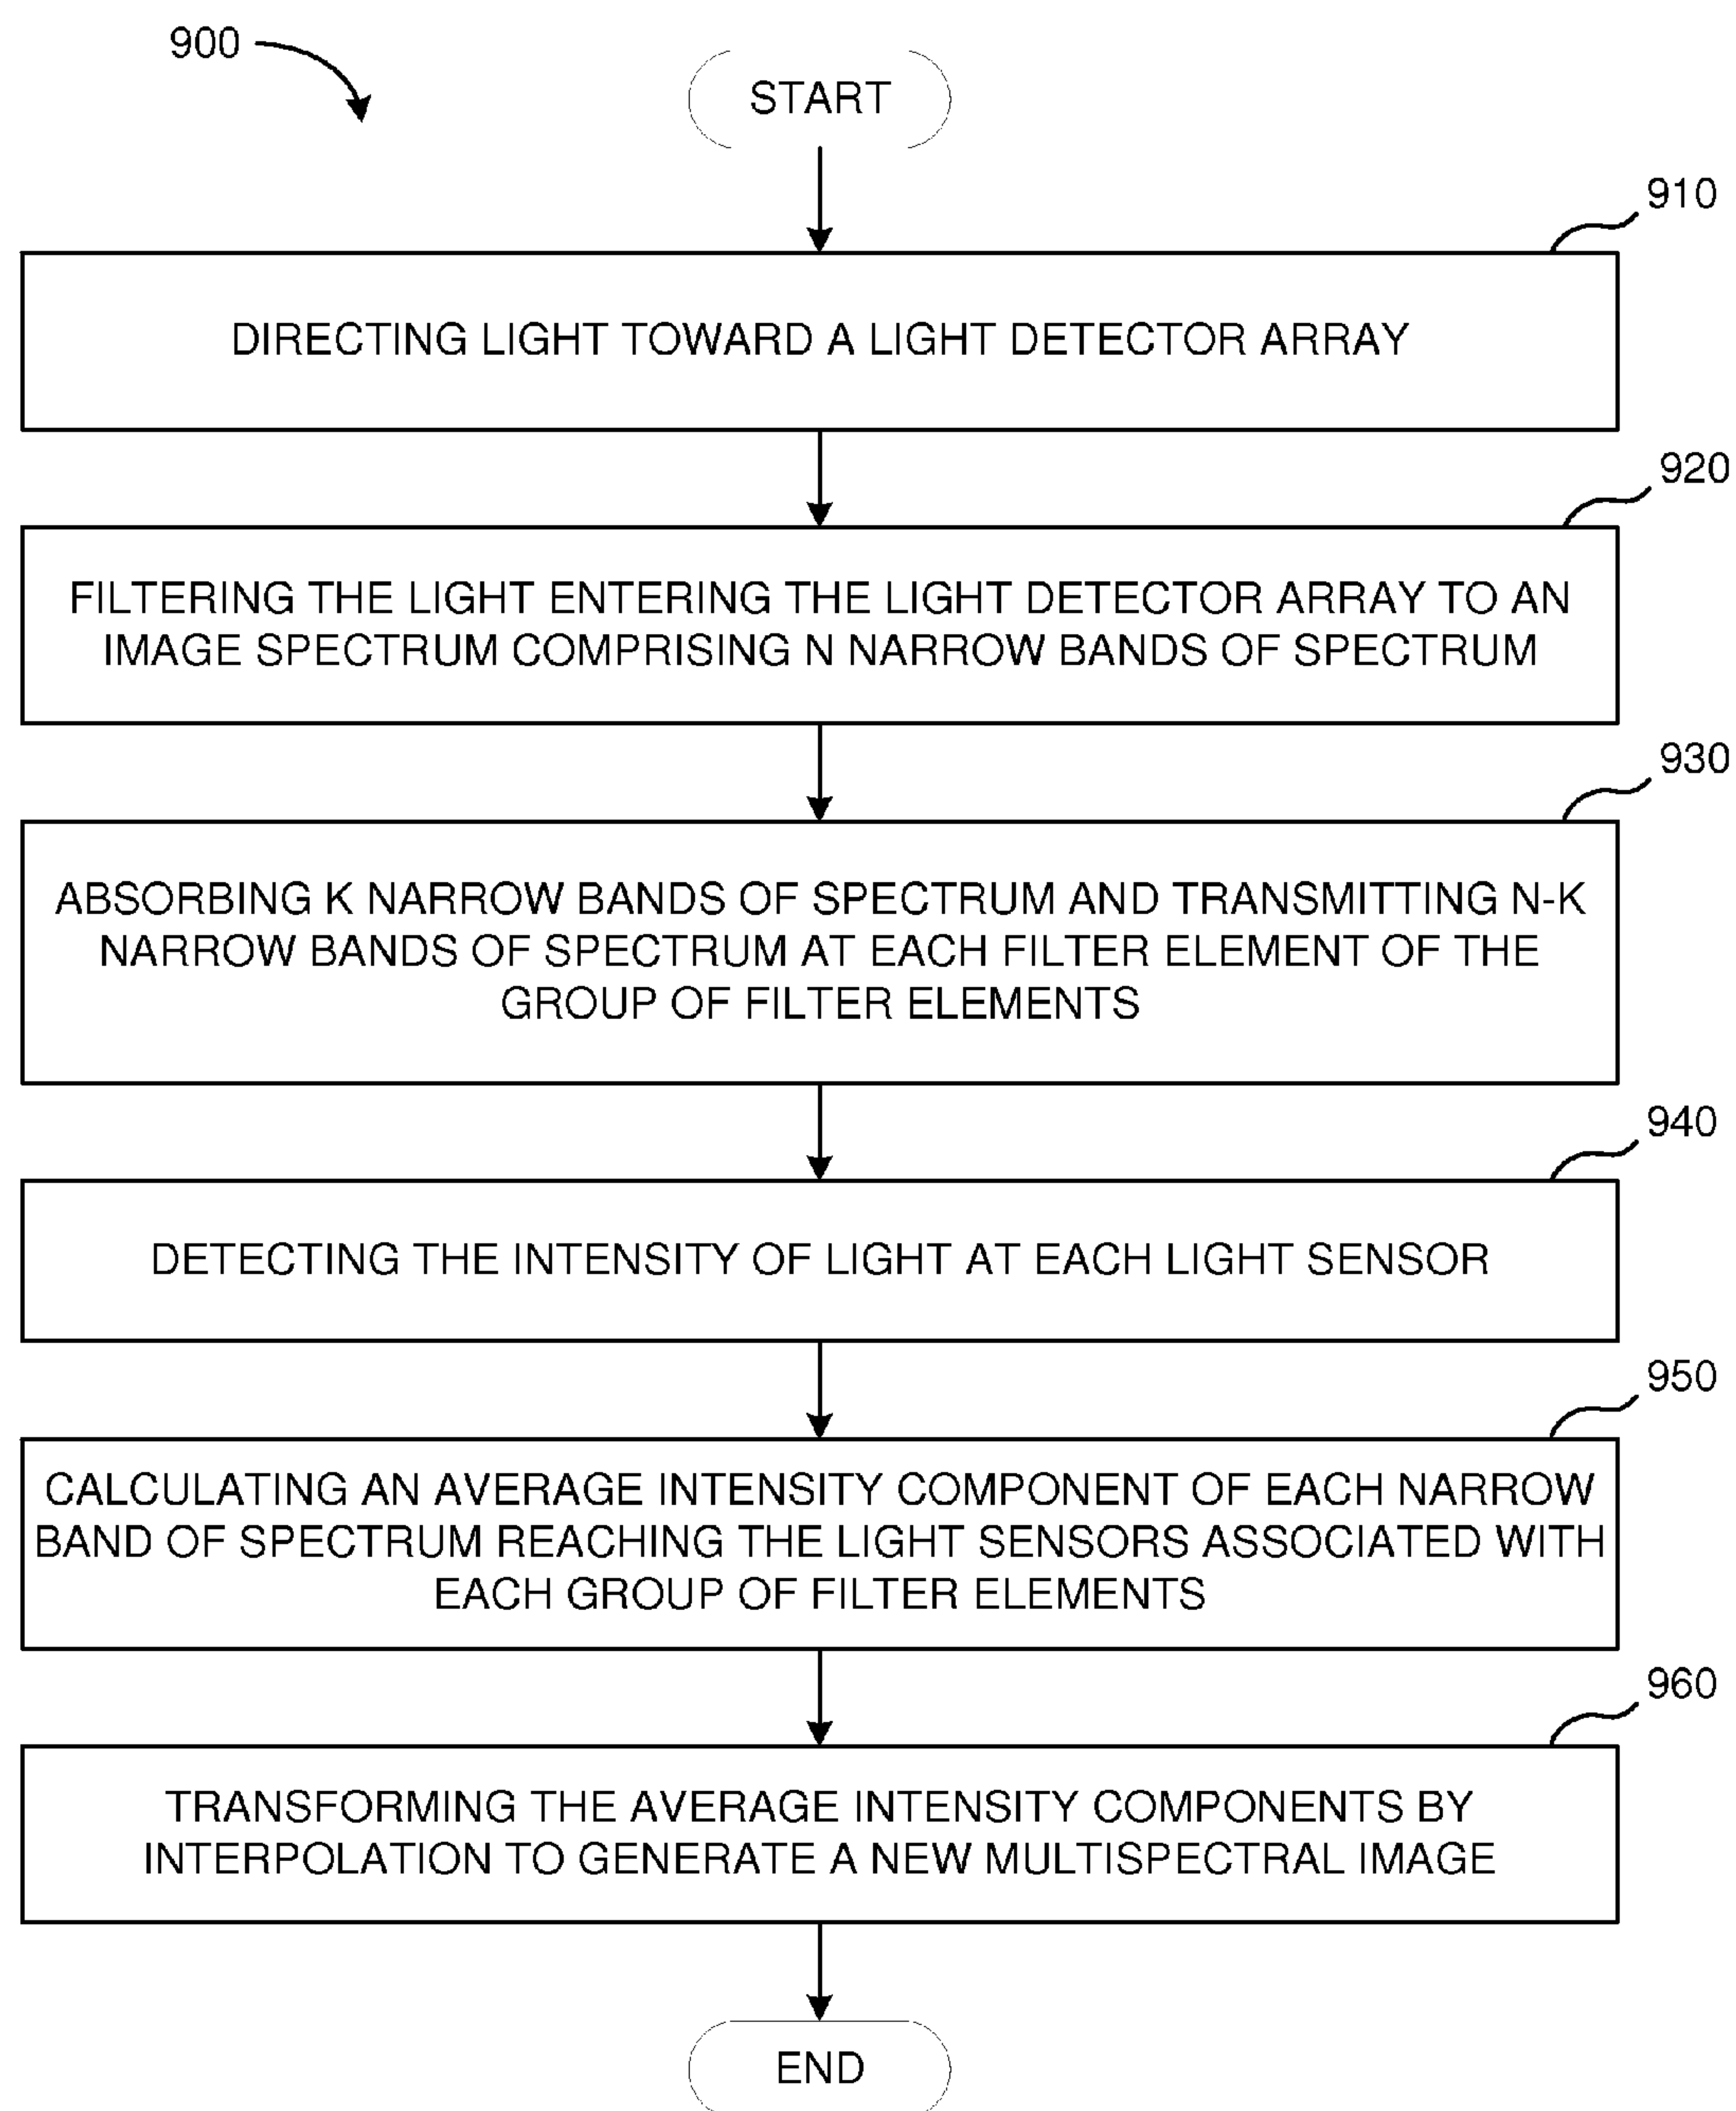 900
START
910
DIRECTING LIGHT TOWARD A LIGHT DETECTOR ARRAY
920
FILTERING THE LIGHT ENTERING THE LIGHT DETECTOR ARRAY TO AN
IMAGE SPECTRUM COMPRISING N NARROW BANDS OF SPECTRUM
930
ABSORBING K NARROW BANDS OF SPECTRUM AND TRANSMITTING N-K
NARROW BANDS OF SPECTRUM AT EACH FILTER ELEMENT OF THE
GROUP OF FILTER ELEMENTS
940
DETECTING THE INTENSITY OF LIGHT AT EACH LIGHT SENSOR
950
CALCULATING AN AVERAGE INTENSITY COMPONENT OF EACH NARROW
BAND OF SPECTRUM REACHING THE LIGHT SENSORS ASSOCIATED WITH
EACH GROUP OF FILTER ELEMENTS
960
TRANSFORMING THE AVERAGE INTENSITY COMPONENTS BY
INTERPOLATION TO GENERATE A NEW MULTISPECTRAL IMAGE
END